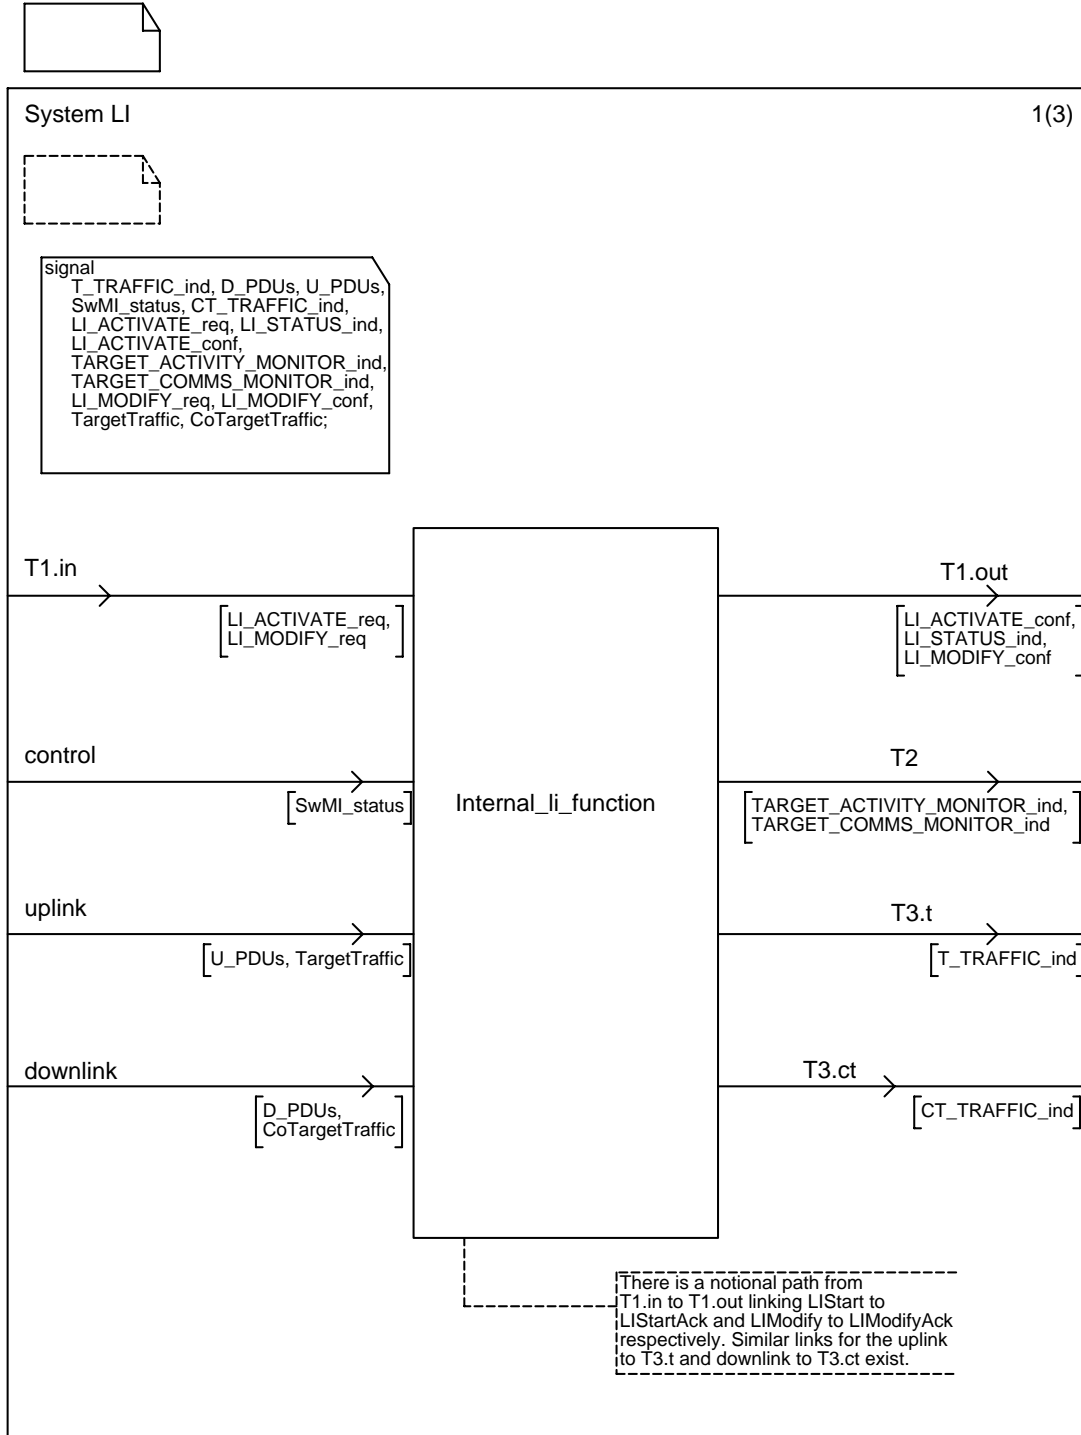 System LI
1(3)
signal
T_TRAFFIC_ind, D_PDUs, U_PDUs,
SwMI_status, CT_TRAFFIC_ind,
LI_ACTIVATE_req, LI_STATUS_ind,
LI_ACTIVATE_conf,
TARGET_ACTIVITY_MONITOR_ind,
TARGET_COMMS_MONITOR_ind,
LI_MODIFY_req, LI_MODIFY_conf,
TargetTraffic, CoTargetTraffic;
T1.in
LI_ACTIVATE_req,
LI_MODIFY_req
T1.out
LI_ACTIVATE_conf,
LI_STATUS_ind,
LI_MODIFY_conf
control
SwMI_status
Internal_li_function
T2
TARGET_ACTIVITY_MONITOR_ind,
TARGET_COMMS_MONITOR_ind
uplink
U_PDUs, TargetTraffic
T3.t
T_TRAFFIC_ind
downlink
D_PDUs,
CoTargetTraffic
T3.ct
CT_TRAFFIC_ind
There is a notional path from
T1.in to T1.out linking LIStart to
LIStartAck and LIModify to LIModifyAck
respectively. Similar links for the uplink
to T3.t and downlink to T3.ct exist.